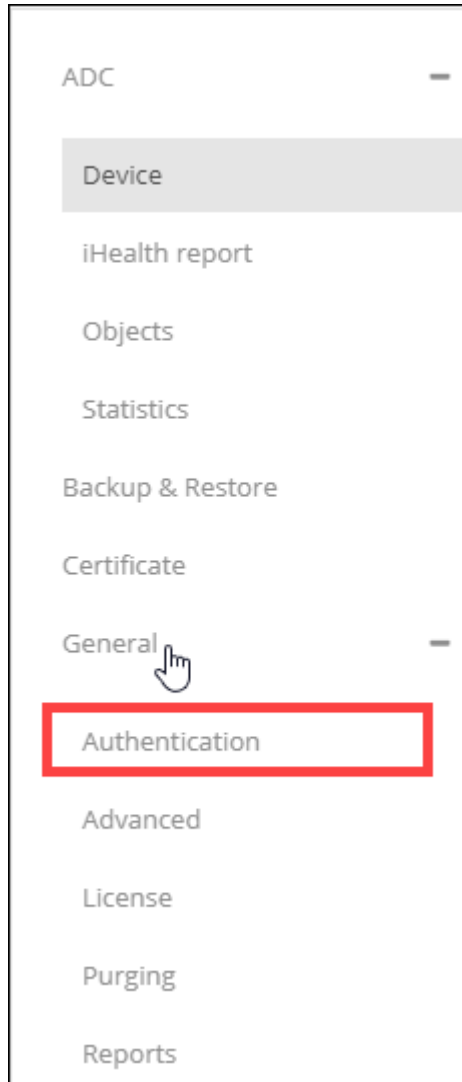 ADC
Device
iHealth report
Objects
Statistics
Backup & Restore
Certificate
General
Authentication
Advanced
License
Purging
Reports